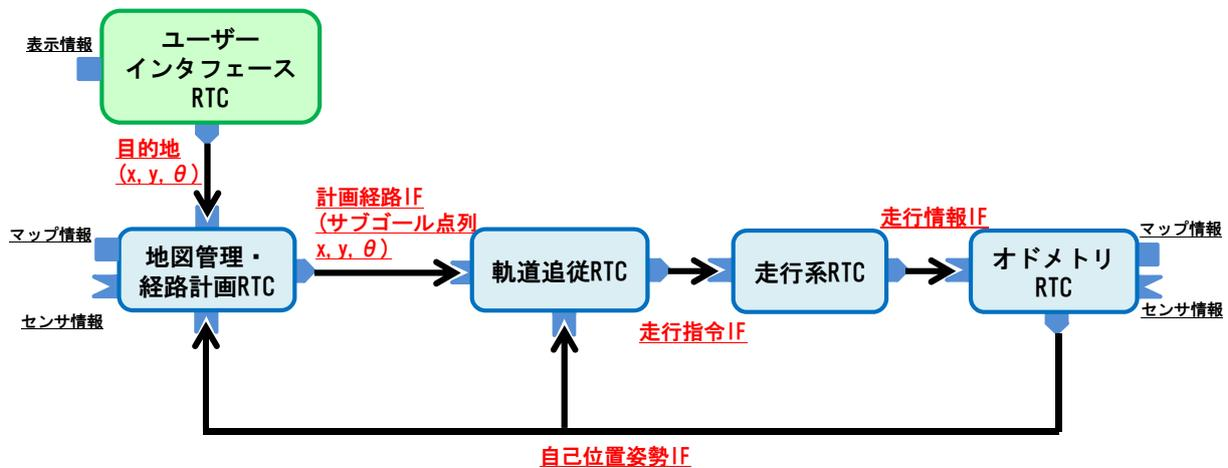 表示情報
ユーザー
インタフェース
RTC
目的地
(x, y, θ)
計画経路IF
(サブゴール点列
x, y, θ)
走行情報IF
マップ情報
地図管理・
経路計画RTC
センサ情報
軌道追従RTC
走行指令IF
走行系RTC
オドメトリ
RTC
マップ情報
センサ情報
自己位置姿勢IF